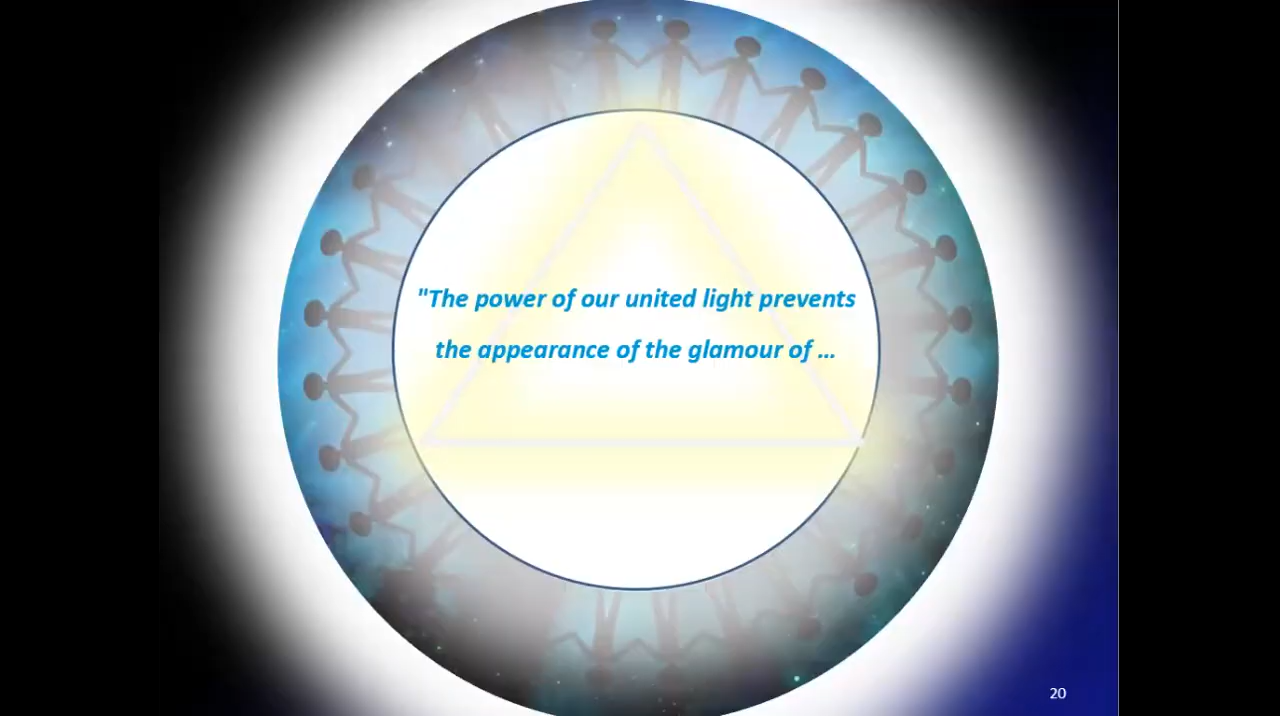 "The power of our united light prevents
the appearance of the glamour of ...
20